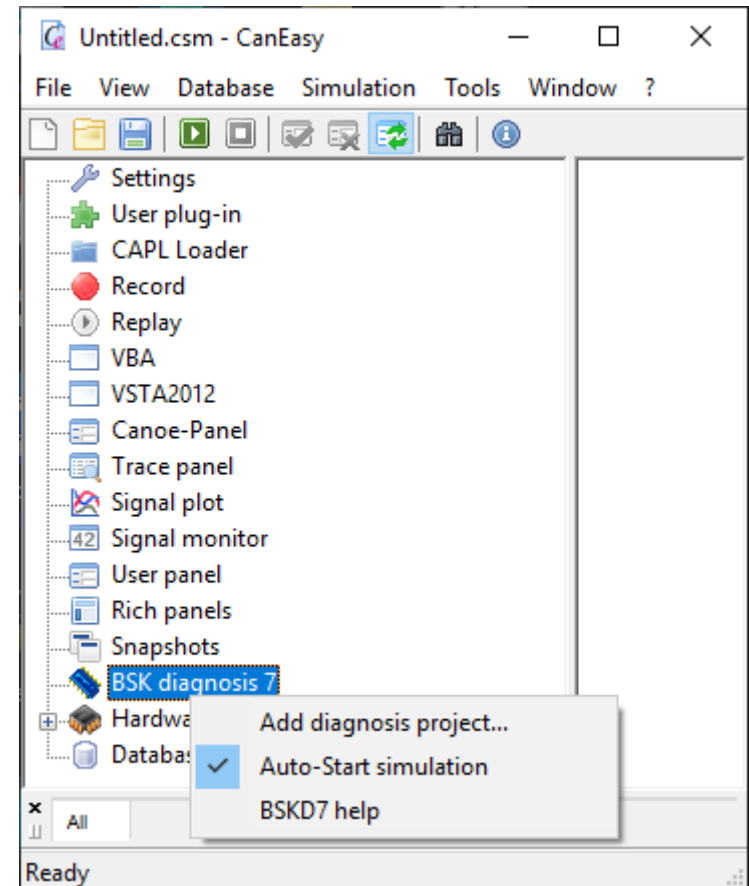 Untitled.csm - CanEasy
File View Database Simulation Tools Window ?
Settings
User plug-in
CAPL Loader
Record
Replay
VBA
VSTA2012
Canoe-Panel
Trace panel
Signal plot
42 Signal monitor
User panel
Rich panels
Snapshots
BSK diagnosis 7
Hardwa
Add diagnosis project...
Databa
Auto-Start simulation
BSKD7 help
All
Ready